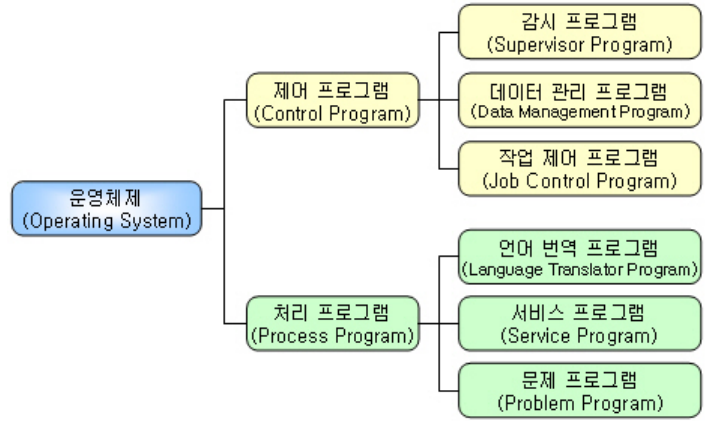 감시 프로그램
(Supervisor Program)
제어 프로그램
(Control Program)
데이터 관리 프로그램
(Data Management Program)
작업 제어 프로그램
(Job Control Program)
운영체제
(Operating System)
언어 번역 프로그램
(Language Translator Program)
처리 프로그램
(Process Program)
서비스 프로그램
(Service Program)
문제 프로그램
(Problem Program)